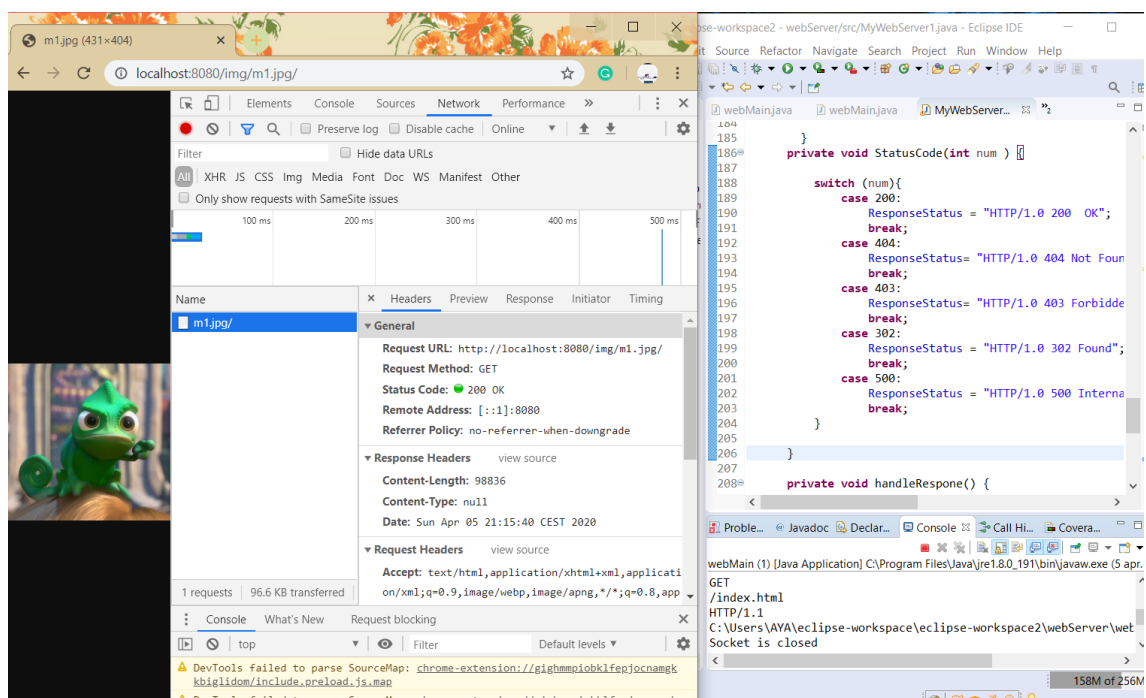 m1.jpg (431×404)
localhost:8080/img/m1.jpg/
Elements Console Sources Network Performance »
Preserve log Disable cache Online
Filter
Hide data URLs
All XHR JS CSS Img Media Font Doc WS Manifest Other
Only show requests with SameSite issues
100 ms 200 ms 300 ms 400 ms 500 ms
Name
m1.jpg/
× Headers Preview Response Initiator Timing
General
Request URL: http://localhost:8080/img/m1.jpg/
Request Method: GET
Status Code: 200 OK
Remote Address: [::1]:8080
Referrer Policy: no-referrer-when-downgrade
Response Headers view source
Content-Length: 98836
Content-Type: null
Date: Sun Apr 05 21:15:40 CEST 2020
Request Headers view source
Accept: text/html,application/xhtml+xml,applicati
on/xml;q=0.9,image/webp,image/apng,*/*;q=0.8,app
1 requests 96.6 KB transferred
Console What's New Request blocking
top Filter Default levels
DevTools failed to parse SourceMap: chrome-extension://gighmmpiobklfepjocnamgk
kbiglidom/include.preload.js.map
pse-workspace2 - webServer/src/MyWebServer1.java - Eclipse IDE
it Source Refactor Navigate Search Project Run Window Help
webMain.java webMain.java MyWebServer... »2
184
185 }
186 private void StatusCode(int num ) {
187
188 switch (num){
189 case 200:
190 ResponseStatus = "HTTP/1.0 200  OK";
191 break;
192 case 404:
193 ResponseStatus= "HTTP/1.0 404 Not Foun
194 break;
195 case 403:
196 ResponseStatus = "HTTP/1.0 403 Forbidde
197 break;
198 case 302:
199 ResponseStatus = "HTTP/1.0 302 Found";
200 break;
201 case 500:
202 ResponseStatus = "HTTP/1.0 500 Interna
203 break;
204 }
205
206 }
207
208 private void handleRespone() {
Proble... Javadoc Declar... Console Call Hi... Covera...
webMain (1) [Java Application] C:\Program Files\Java\jre1.8.0_191\bin\javaw.exe (5 apr.
GET
/index.html
HTTP/1.1
C:\Users\AYA\eclipse-workspace\eclipse-workspace2\webServer\web
Socket is closed
158M of 256M